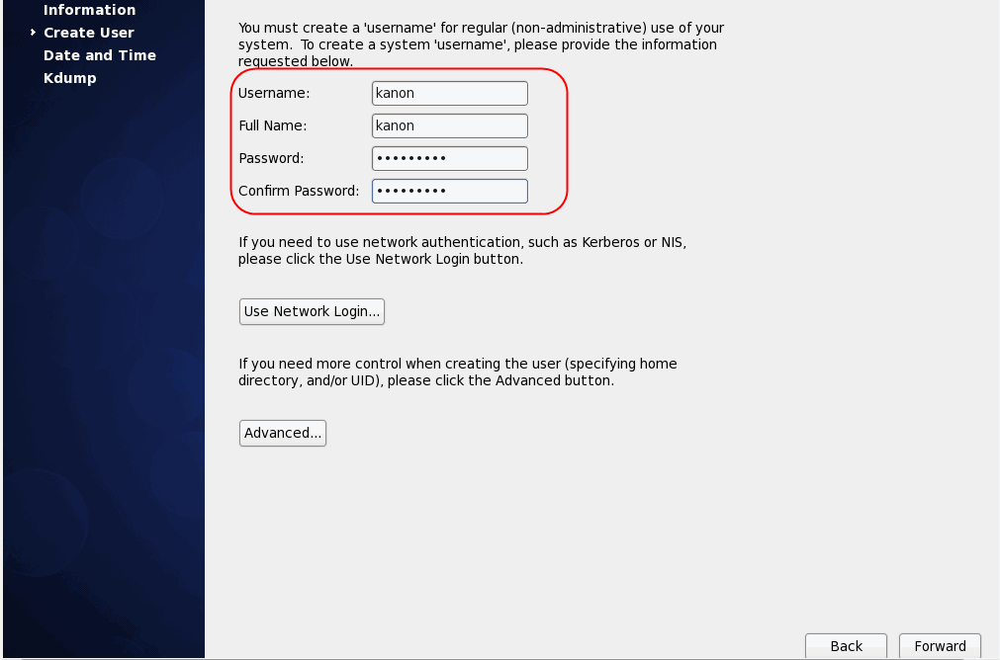 Information
Create User
Date and Time
Kdump
You must create a 'username' for regular (non-administrative) use of your
system.  To create a system 'username', please provide the information
requested below.
Username: kanon
Full Name: kanon
Password: •••••••••
Confirm Password: •••••••••
If you need to use network authentication, such as Kerberos or NIS,
please click the Use Network Login button.
Use Network Login...
If you need more control when creating the user (specifying home
directory, and/or UID), please click the Advanced button.
Advanced...
Back Forward